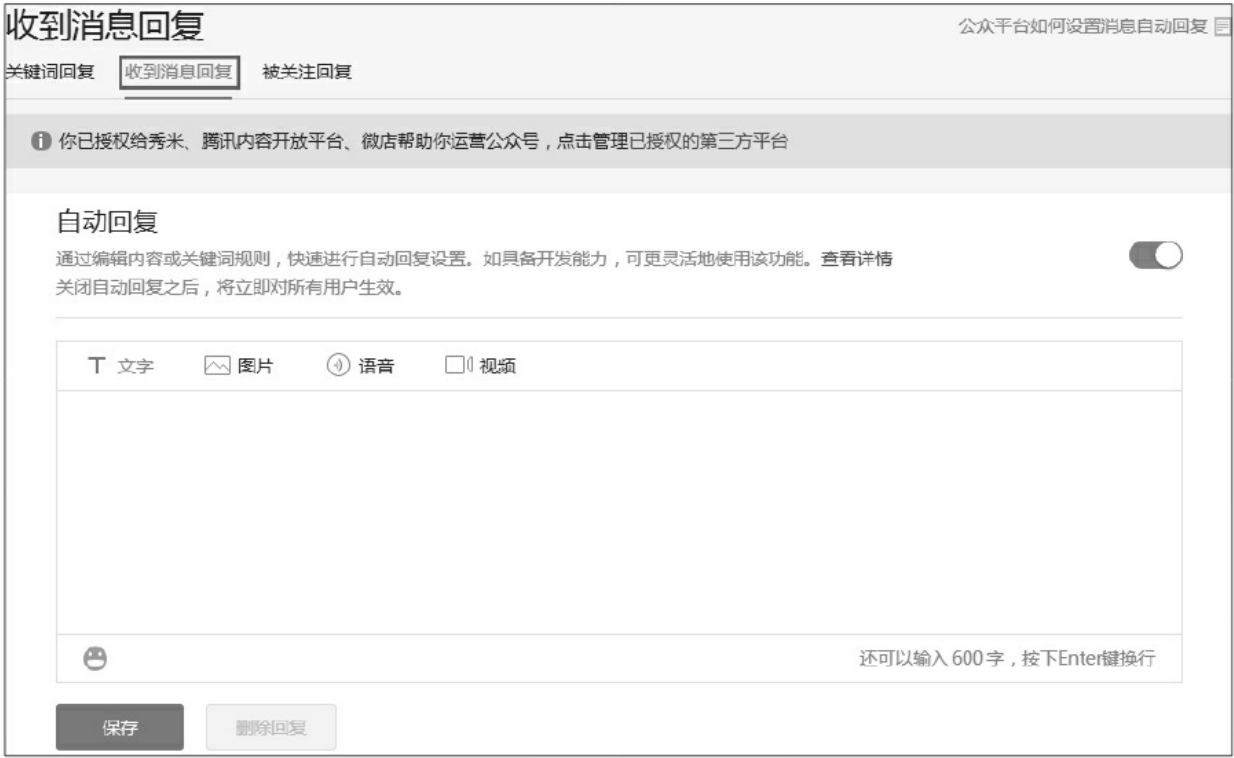 收到消息回复
公众平台如何设置消息自动回复
关键词回复 收到消息回复 被关注回复
你已授权给秀米、腾讯内容开放平台、微店帮助你运营公众号，点击管理已授权的第三方平台
自动回复
通过编辑内容或关键词规则，快速进行自动回复设置。如具备开发能力，可更灵活地使用该功能。查看详情
关闭自动回复之后，将立即对所有用户生效。
文字 图片 语音 视频
还可以输入600字，按下Enter键换行
保存 删除回复